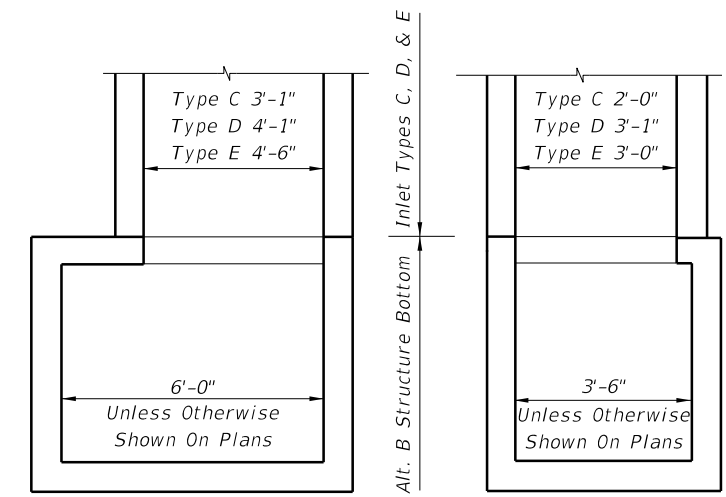 Type C 3'-1"
Type D 4'-1"
Type E 4'-6"
6'-0"
Unless Otherwise
Shown On Plans
Inlet Types C, D, & E
Alt. B Structure Bottom
Type C 2'-0"
Type D 3'-1"
Type E 3'-0"
3'-6"
Unless Otherwise
Shown On Plans